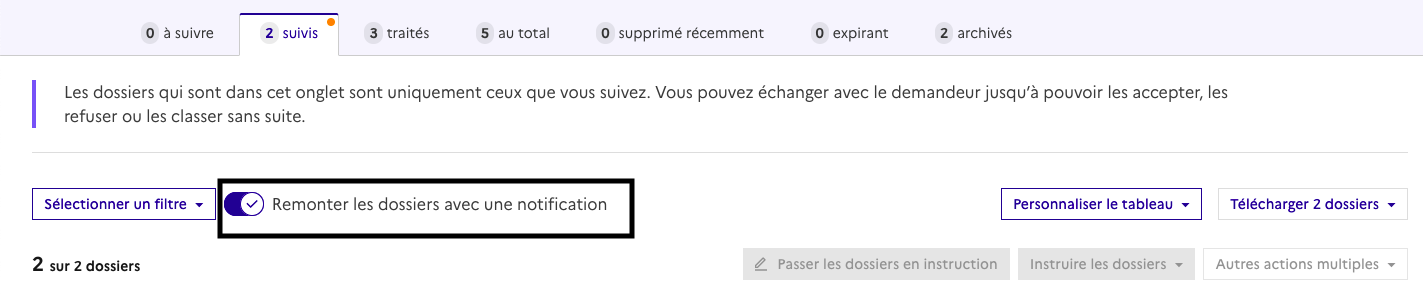 0 à suivre
2 suivis
3 traités
5 au total
0 supprimé récemment
0 expirant
2 archivés
Les dossiers qui sont dans cet onglet sont uniquement ceux que vous suivez. Vous pouvez échanger avec le demandeur jusqu’à pouvoir les accepter, les
refuser ou les classer sans suite.
Sélectionner un filtre
Remonter les dossiers avec une notification
Personnaliser le tableau
Télécharger 2 dossiers
2 sur 2 dossiers
Passer les dossiers en instruction
Instruire les dossiers
Autres actions multiples